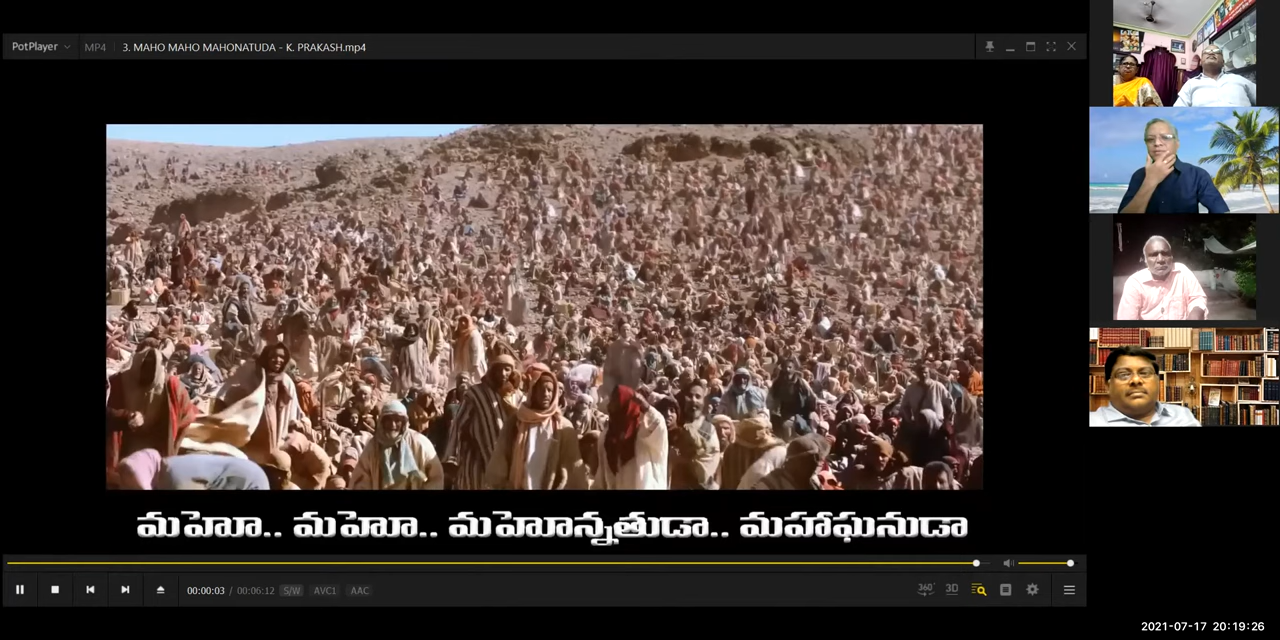 PotPlayer MP4 3. MAHO MAHO MAHONATUDA - K. PRAKASH.mp4
మహో.. మహో.. మహోన్నతుడా.. మహాఘనుడా
00:00:03 / 00:06:12 S/W AVC1 AAC 360° 3D
2021-07-17 20:19:26